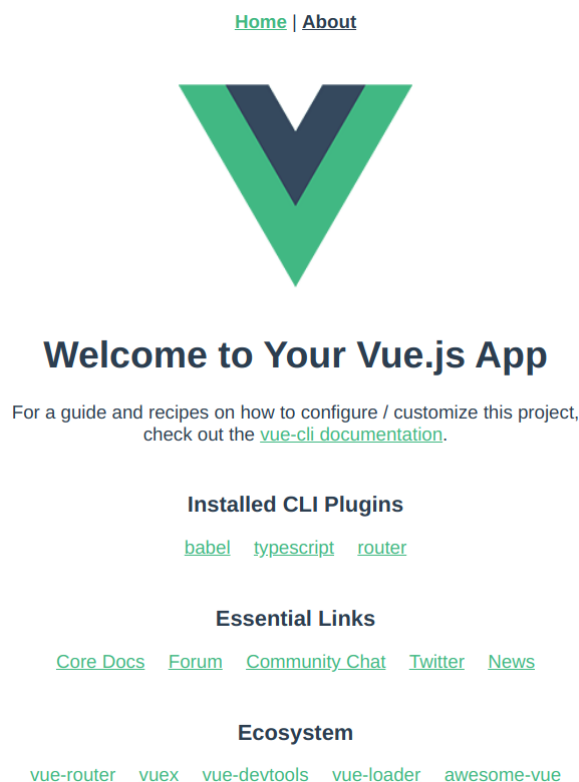 Home | About
Welcome to Your Vue.js App
For a guide and recipes on how to configure / customize this project,
check out the vue-cli documentation.
Installed CLI Plugins
babel typescript router
Essential Links
Core Docs Forum Community Chat Twitter News
Ecosystem
vue-router vuex vue-devtools vue-loader awesome-vue